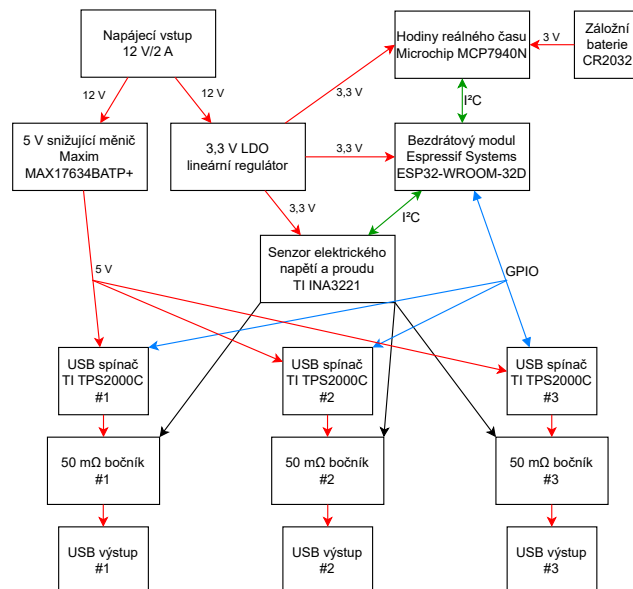 Napájecí vstup
12 V/2 A
Hodiny reálného času
Microchip MCP7940N
3 V
Záložní
baterie
CR2032
12 V
12 V
3,3 V
I²C
5 V snižující měnič
Maxim
MAX17634BATP+
3,3 V LDO
lineární regulátor
3,3 V
Bezdrátový modul
Espressif Systems
ESP32-WROOM-32D
3,3 V
I²C
Senzor elektrického
napětí a proudu
TI INA3221
5 V
GPIO
USB spínač
TI TPS2000C
#1
USB spínač
TI TPS2000C
#2
USB spínač
TI TPS2000C
#3
50 mΩ bočník
#1
50 mΩ bočník
#2
50 mΩ bočník
#3
USB výstup
#1
USB výstup
#2
USB výstup
#3